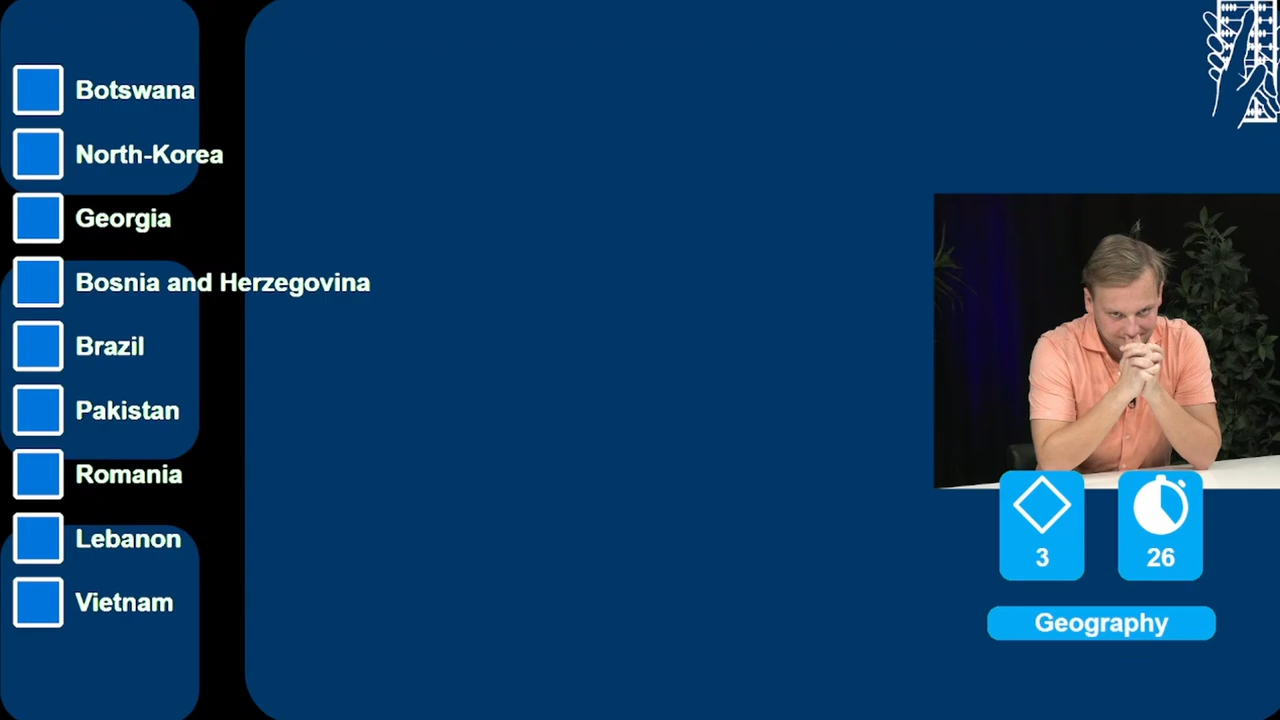 Botswana
North-Korea
Georgia
Bosnia and Herzegovina
Brazil
Pakistan
Romania
Lebanon
Vietnam
3
26
Geography